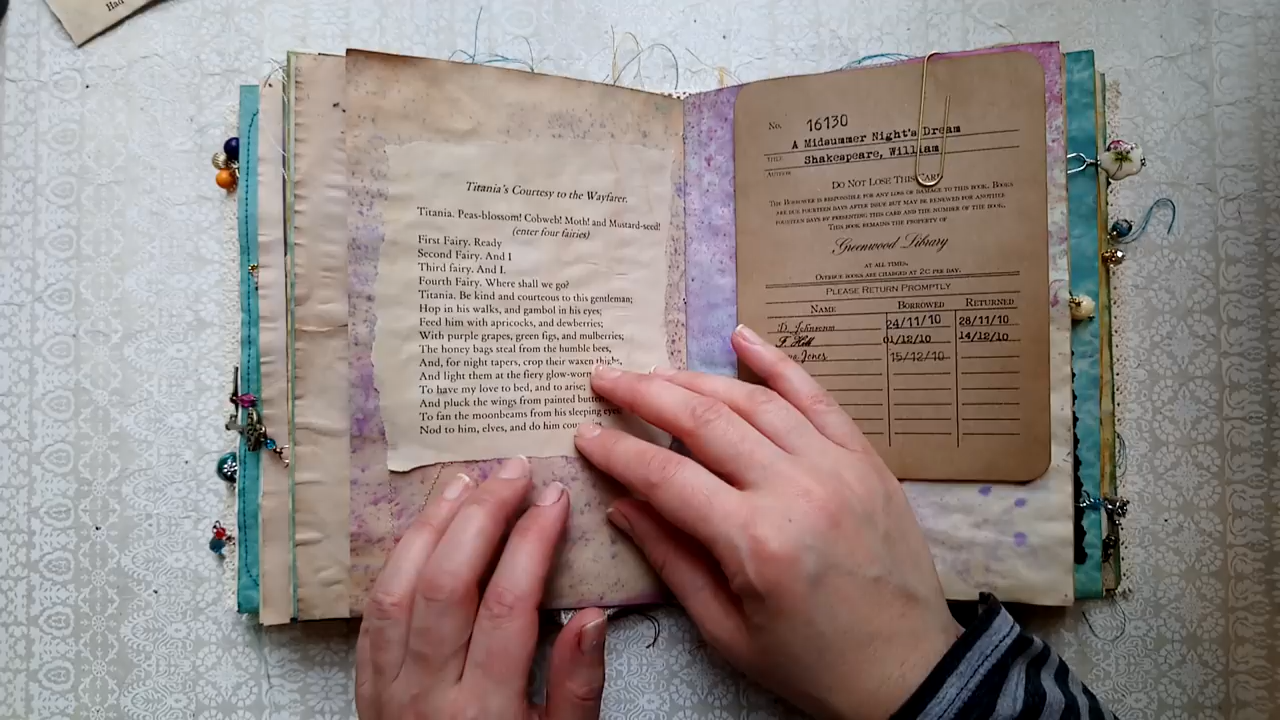 Had
Titania's Courtesy to the Wayfarer.
Titania. Peas-blossom! Cobweb! Moth! and Mustard-seed!
(enter four fairies)
First Fairy. Ready
Second Fairy. And I
Third fairy. And I.
Fourth Fairy. Where shall we go?
Titania. Be kind and courteous to this gentleman;
Hop in his walks, and gambol in his eyes;
Feed him with apricocks, and dewberries;
With purple grapes, green figs, and mulberries;
The honey bags steal from the humble bees,
And, for night tapers, crop their waxen thighs,
And light them at the fiery glow-worm
To have my love to bed, and to arise;
And pluck the wings from painted
To fan the moonbeams from his sleeping eyes
Nod to him, elves, and do him
No. 16130
A Midsummer Night's Dream
TITLE
Shakespeare, William
AUTHOR
DO NOT LOSE THIS CARD
THE BORROWER IS RESPONSIBLE FOR ANY LOSS OR DAMAGE TO THIS BOOK. BOOKS
ARE DUE FOURTEEN DAYS AFTER ISSUE BUT MAY BE RENEWED FOR ANOTHER
FOURTEEN DAYS BY PRESENTING THIS CARD AND THE NUMBER OF THE BOOK.
THIS BOOK REMAINS THE PROPERTY OF
Greenwood Library
AT ALL TIMES.
OVERDUE BOOKS ARE CHARGED AT 2C PER DAY.
PLEASE RETURN PROMPTLY
NAME BORROWED RETURNED
D. Johnson 24/11/10 28/11/10
F. Hall 01/12/10 14/12/10
Jones 15/12/10